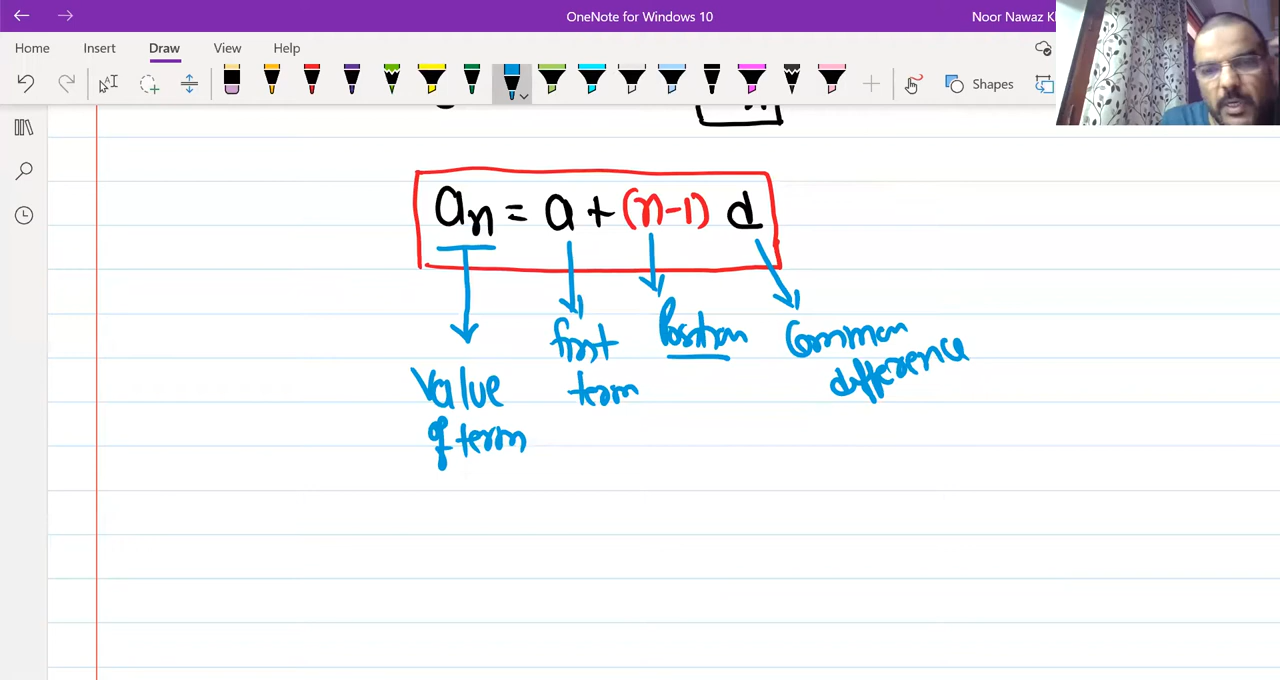 OneNote for Windows 10
Noor Nawaz Kh
Home Insert Draw View Help
Shapes
aₙ = a + (n-1) d
Value
of term
first
term
Position
Common
difference